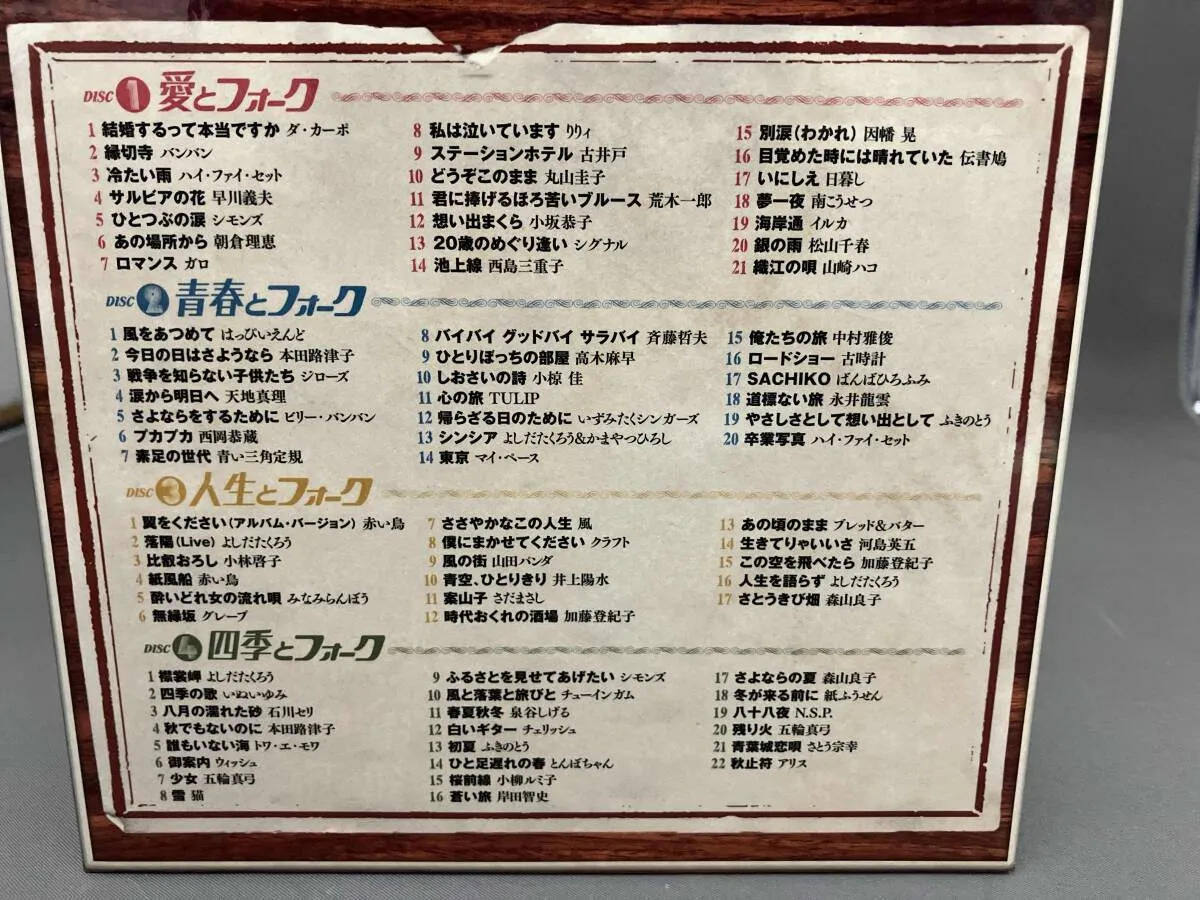 DISC 1 愛とフォーク
1 結婚するって本当ですか ダ・カーポ
2 縁切寺 バンバン
3 冷たい雨 ハイ・ファイ・セット
4 サルビアの花 早川義夫
5 ひとつぶの涙 シモンズ
6 あの場所から 朝倉理恵
7 ロマンス ガロ
8 私は泣いています りりィ
9 ステーションホテル 古井戸
10 どうぞこのまま 丸山圭子
11 君に捧げるほろ苦いブルース 荒木一郎
12 想い出まくら 小坂恭子
13 20歳のめぐり逢い シグナル
14 池上線 西島三重子
15 別涙(わかれ) 因幡 晃
16 目覚めた時には晴れていた 伝書鳩
17 いにしえ 日暮し
18 夢一夜 南こうせつ
19 海岸通 イルカ
20 銀の雨 松山千春
21 織江の唄 山崎ハコ
DISC 2 青春とフォーク
1 風をあつめて はっぴいえんど
2 今日の日はさようなら 本田路津子
3 戦争を知らない子供たち ジローズ
4 涙から明日へ 天地真理
5 さよならをするために ビリー・バンバン
6 プカプカ 西岡恭蔵
7 素足の世代 青い三角定規
8 バイバイ グッドバイ サラバイ 斉藤哲夫
9 ひとりぼっちの部屋 高木麻早
10 しおさいの詩 小椋 佳
11 心の旅 TULIP
12 帰らざる日のために いずみたくシンガーズ
13 シンシア よしだたくろう&かまやつひろし
14 東京 マイ・ペース
15 俺たちの旅 中村雅俊
16 ロードショー 古時計
17 SACHIKO ばんばひろふみ
18 道標ない旅 永井龍雲
19 やさしさとして想い出として ふきのとう
20 卒業写真 ハイ・ファイ・セット
DISC 3 人生とフォーク
1 翼をください(アルバム・バージョン) 赤い鳥
2 落陽(Live) よしだたくろう
3 比叡おろし 小林啓子
4 紙風船 赤い鳥
5 酔いどれ女の流れ唄 みなみらんぼう
6 無縁坂 グレープ
7 ささやかなこの人生 風
8 僕にまかせてください クラフト
9 風の街 山田パンダ
10 青空、ひとりきり 井上陽水
11 案山子 さだまさし
12 時代おくれの酒場 加藤登紀子
13 あの頃のまま ブレッド&バター
14 生きてりゃいいさ 河島英五
15 この空を飛べたら 加藤登紀子
16 人生を語らず よしだたくろう
17 さとうきび畑 森山良子
DISC 4 四季とフォーク
1 襟裳岬 よしだたくろう
2 四季の歌 いぬいゆみ
3 八月の濡れた砂 石川セリ
4 秋でもないのに 本田路津子
5 誰もいない海 トワ・エ・モワ
6 御案内 ウィッシュ
7 少女 五輪真弓
8 雪 猫
9 ふるさとを見せてあげたい シモンズ
10 風と落葉と旅びと チューインガム
11 春夏秋冬 泉谷しげる
12 白いギター チェリッシュ
13 初夏 ふきのとう
14 ひと足遅れの春 とんぼちゃん
15 桜前線 小柳ルミ子
16 蒼い旅 岸田智史
17 さよならの夏 森山良子
18 冬が来る前に 紙ふうせん
19 八十八夜 N.S.P.
20 残り火 五輪真弓
21 青葉城恋唄 さとう宗幸
22 秋止符 アリス